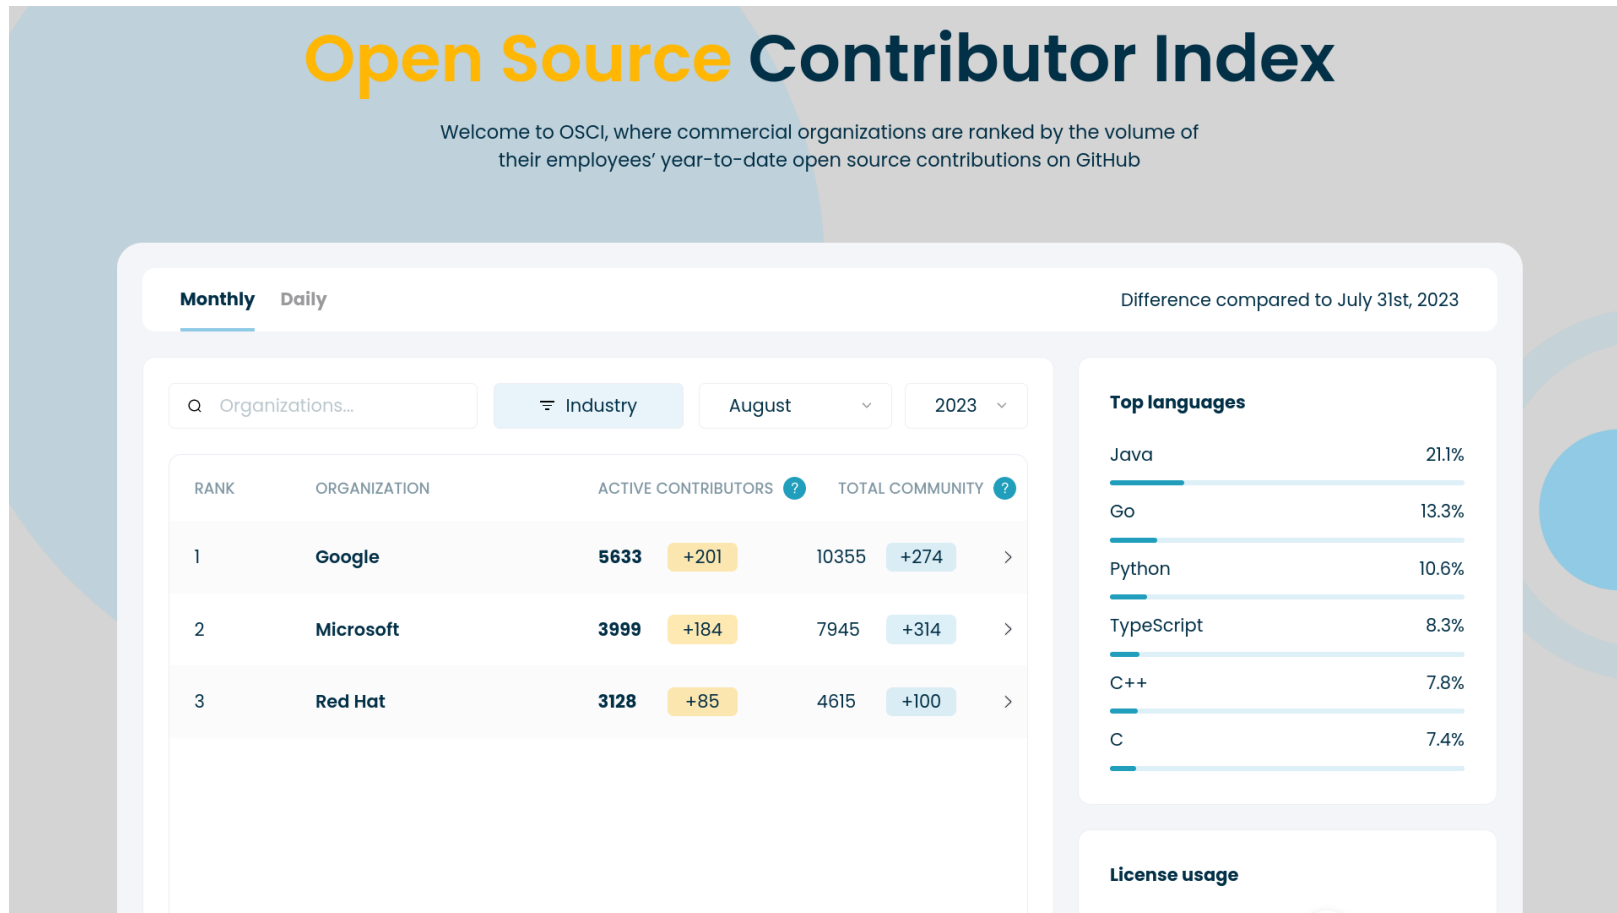 Open Source Contributor Index
Welcome to OSCI, where commercial organizations are ranked by the volume of
their employees’ year-to-date open source contributions on GitHub
Monthly Daily Difference compared to July 31st, 2023
Organizations... Industry August 2023
RANK ORGANIZATION ACTIVE CONTRIBUTORS ? TOTAL COMMUNITY ?
1 Google 5633 +201 10355 +274
2 Microsoft 3999 +184 7945 +314
3 Red Hat 3128 +85 4615 +100
Top languages
Java 21.1%
Go 13.3%
Python 10.6%
TypeScript 8.3%
C++ 7.8%
C 7.4%
License usage